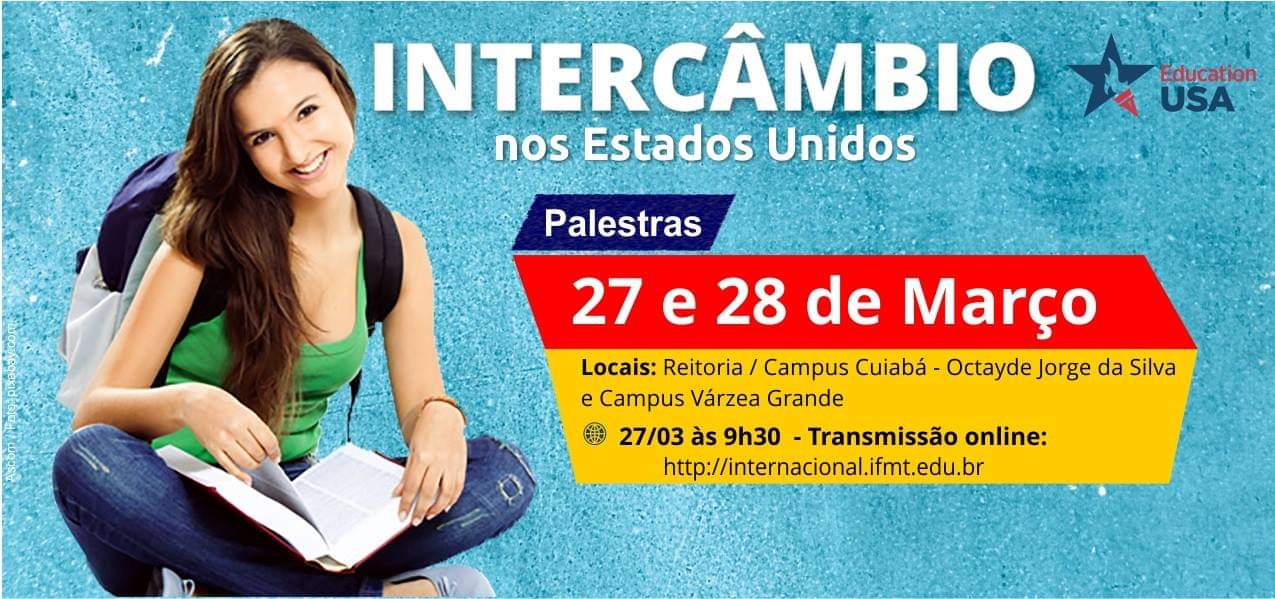 INTERCÂMBIO
nos Estados Unidos
Education
USA
Palestras
27 e 28 de Março
Locais: Reitoria / Campus Cuiabá - Octayde Jorge da Silva
e Campus Várzea Grande
27/03 às 9h30 - Transmissão online:
http://internacional.ifmt.edu.br